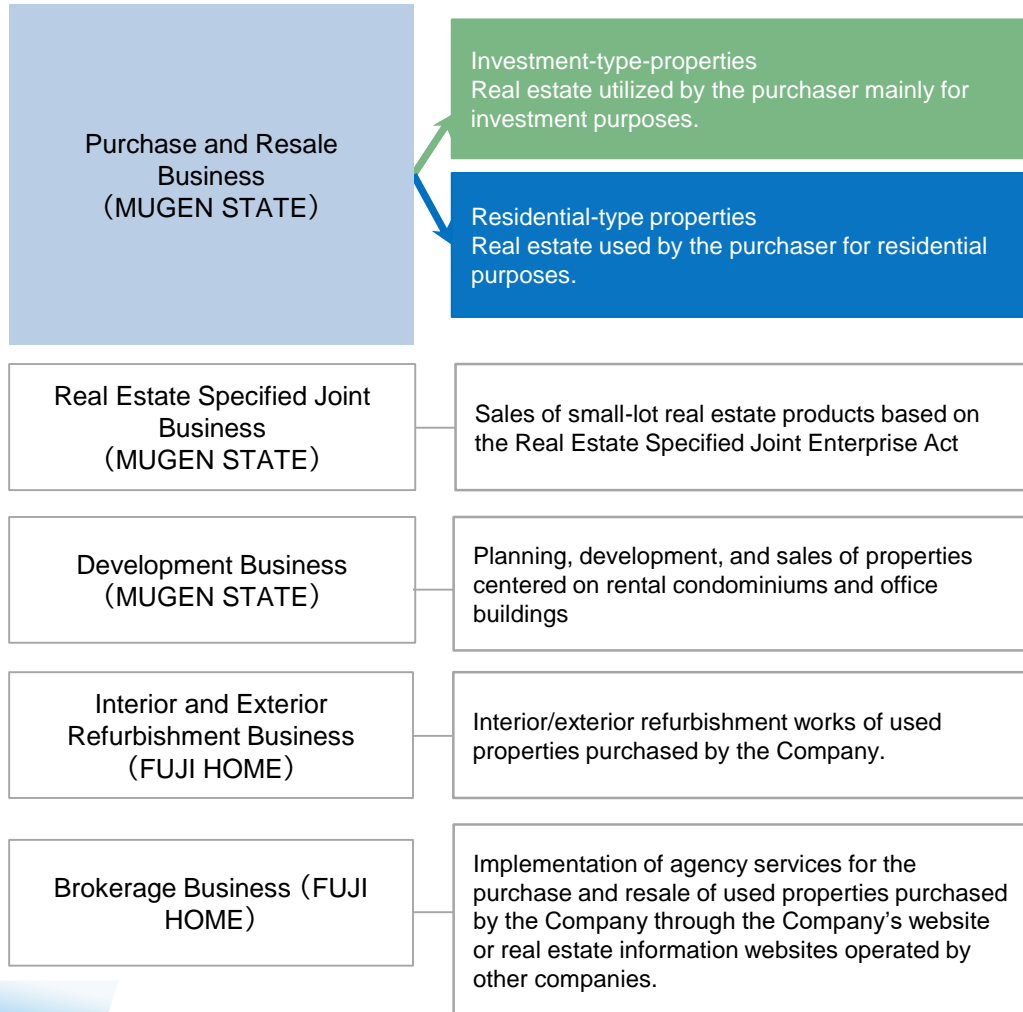 Purchase and Resale
Business
（MUGEN STATE）
Investment-type-properties
Real estate utilized by the purchaser mainly for
investment purposes.
Residential-type properties
Real estate used by the purchaser for residential
purposes.
Real Estate Specified Joint
Business
（MUGEN STATE）
Sales of small-lot real estate products based on
the Real Estate Specified Joint Enterprise Act
Development Business
（MUGEN STATE）
Planning, development, and sales of properties
centered on rental condominiums and office
buildings
Interior and Exterior
Refurbishment Business
（FUJI HOME）
Interior/exterior refurbishment works of used
properties purchased by the Company.
Brokerage Business（FUJI
HOME）
Implementation of agency services for the
purchase and resale of used properties purchased
by the Company through the Company’s website
or real estate information websites operated by
other companies.